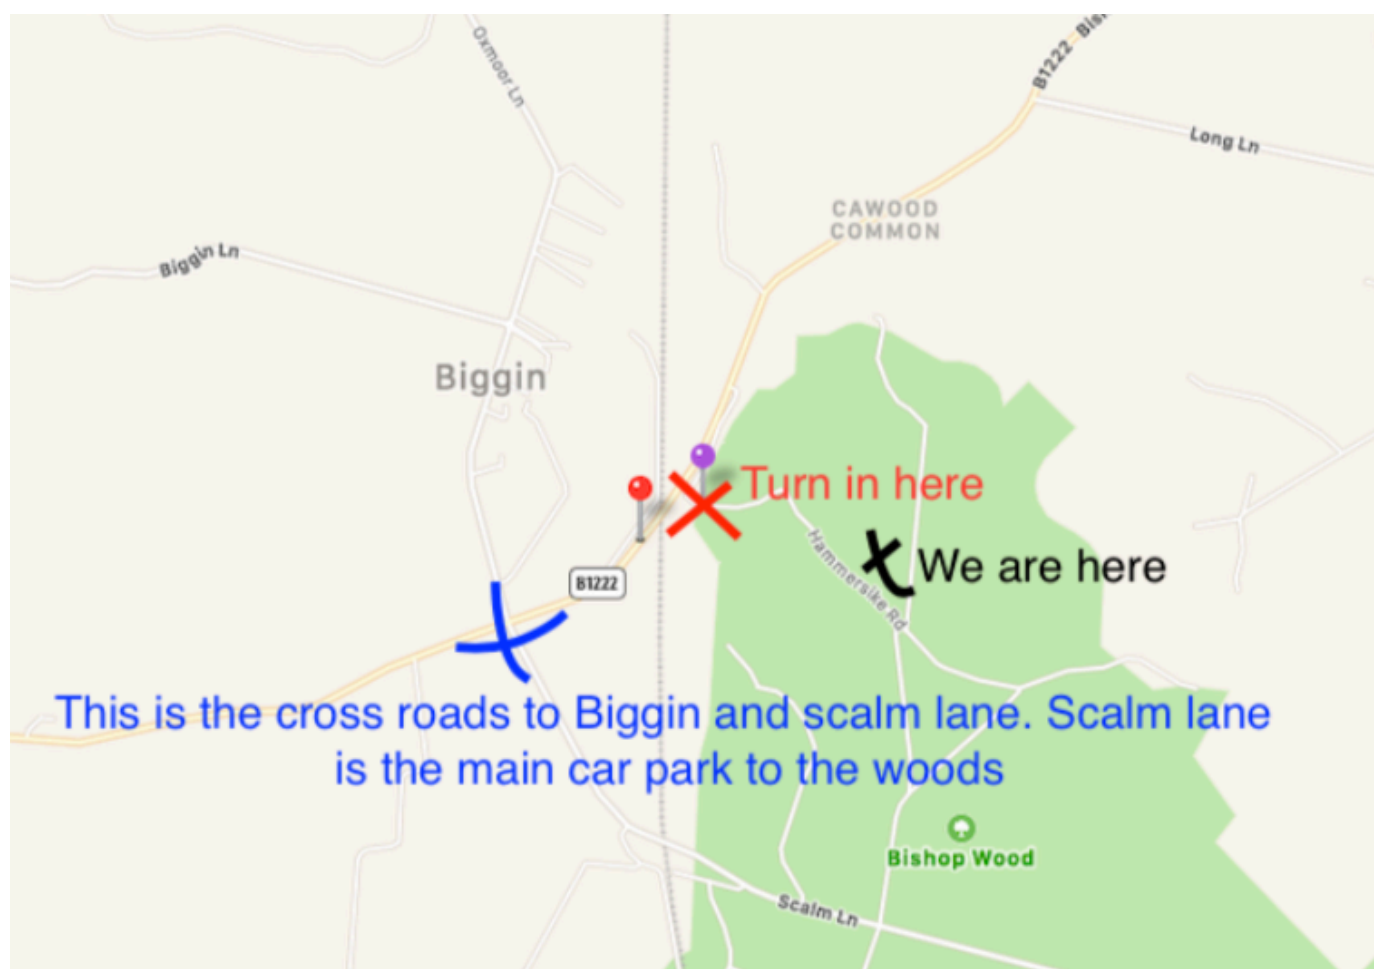 Oxmoor Ln
B1222 Bis
Long Ln
CAWOOD
COMMON
Biggin Ln
Biggin
Turn in here
Hammersike Rd
We are here
B1222
This is the cross roads to Biggin and scalm lane. Scalm lane
is the main car park to the woods
Bishop Wood
Scalm Ln